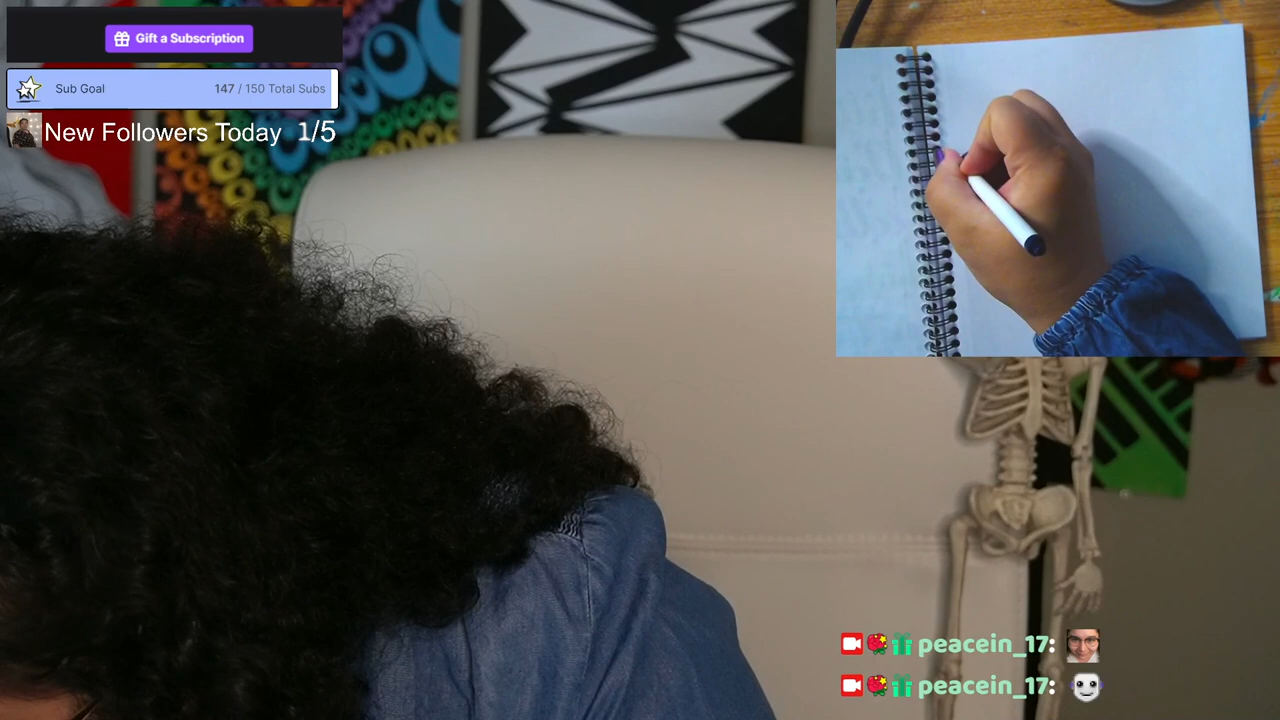 Gift a Subscription
Sub Goal 147 / 150 Total Subs
New Followers Today 1/5
peacein_17:
peacein_17: